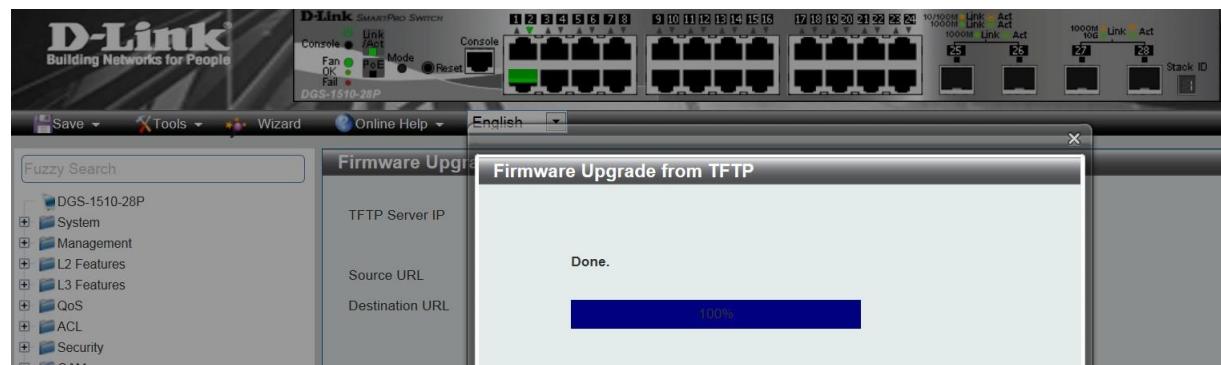 D-Link
Building Networks for People
D-Link SmartPro Switch
Console
Link /Act
Fan
OK
Fail
PoE
Mode
Reset
Console
DGS-1510-28P
1 2 3 4 5 6 7 8
9 10 11 12 13 14 15 16
17 18 19 20 21 22 23 24
10/100M Link Act
1000M Link Act
1000M Link Act
25 26
1000M Link Act
10G
27 28
Stack ID
Save Tools Wizard Online Help English
Fuzzy Search
DGS-1510-28P
System
Management
L2 Features
L3 Features
QoS
ACL
Security
Firmware Upgra
TFTP Server IP
Source URL
Destination URL
Firmware Upgrade from TFTP
Done.
100%